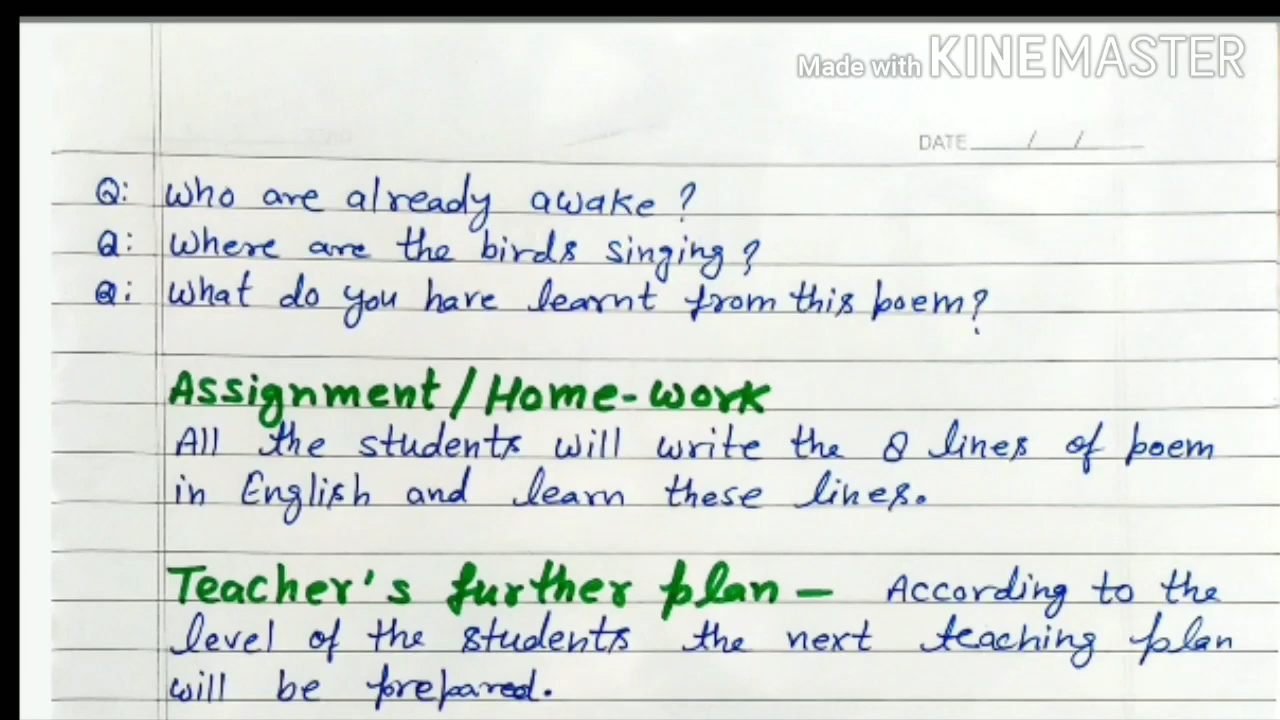 Made with KINEMASTER
DATE / /
Q: Who are already awake?
Q: Where are the birds singing?
Q: What do you have learnt from this poem?
Assignment / Home-work
All the students will write the 8 lines of poem
in English and learn these lines.
Teacher's further plan — According to the
level of the students the next teaching plan
will be prepared.